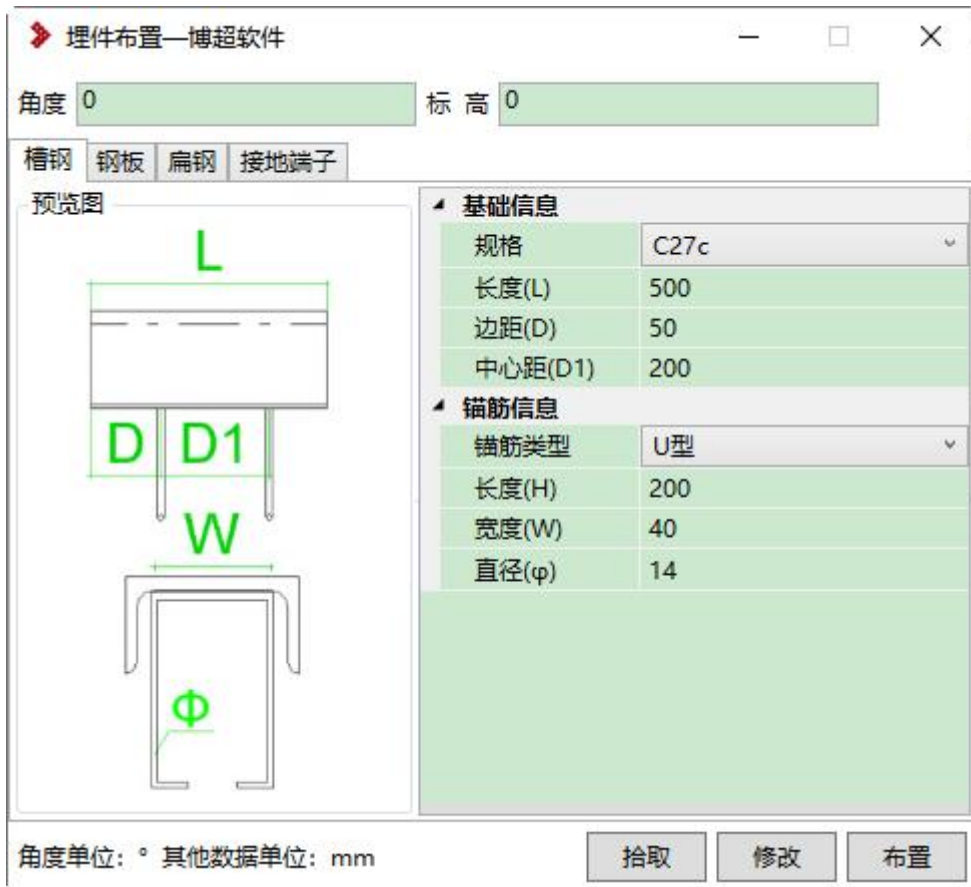 埋件布置—博超软件
角度 0 标 高 0
槽钢 钢板 扁钢 接地端子
预览图
L
D D1
W
Φ
基础信息
规格 C27c
长度(L) 500
边距(D) 50
中心距(D1) 200
锚筋信息
锚筋类型 U型
长度(H) 200
宽度(W) 40
直径(φ) 14
角度单位：° 其他数据单位：mm
拾取 修改 布置